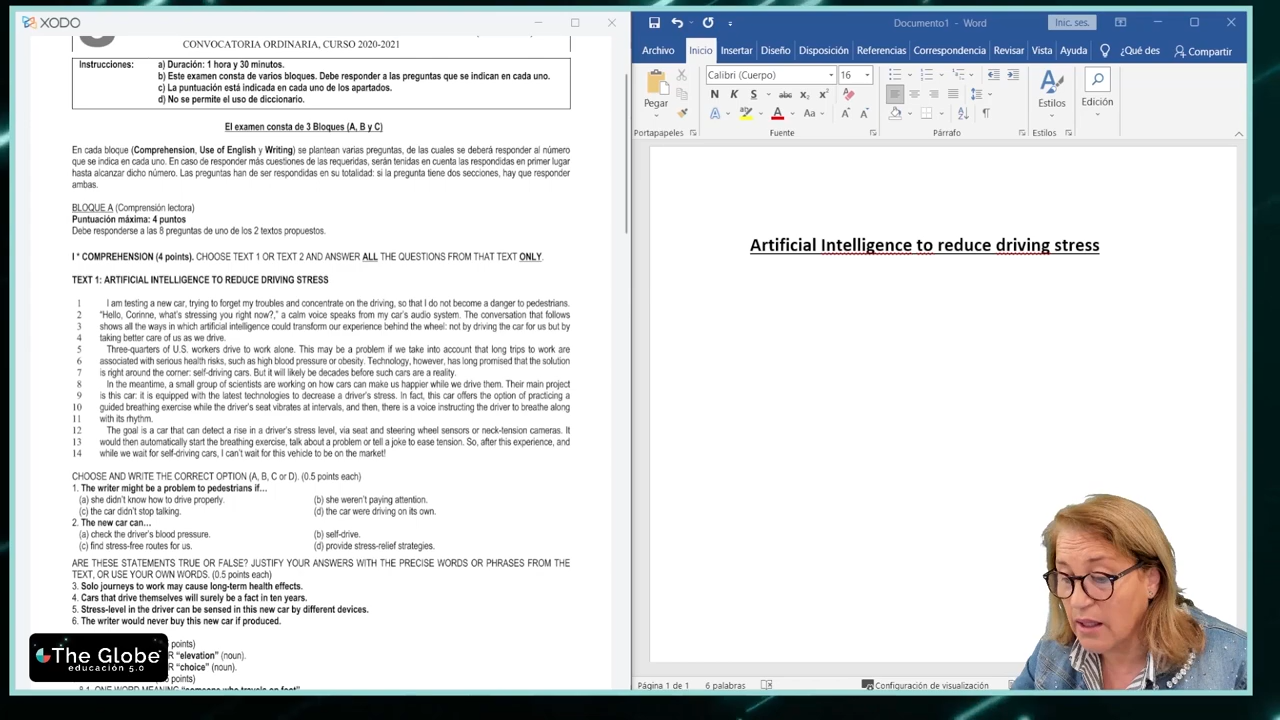 XODO
CONVOCATORIA ORDINARIA, CURSO 2020-2021
Instrucciones:
a) Duración: 1 hora y 30 minutos.
b) Este examen consta de varios bloques. Debe responder a las preguntas que se indican en cada uno.
c) La puntuación está indicada en cada uno de los apartados.
d) No se permite el uso de diccionario.
El examen consta de 3 Bloques (A, B y C)
En cada bloque (Comprehension, Use of English y Writing) se plantean varias preguntas, de las cuales se deberá responder al número
que se indica en cada uno. En caso de responder más cuestiones de las requeridas, serán tenidas en cuenta las respondidas en primer lugar
hasta alcanzar dicho número. Las preguntas han de ser respondidas en su totalidad: si la pregunta tiene dos secciones, hay que responder
ambas.
BLOQUE A (Comprensión lectora)
Puntuación máxima: 4 puntos
Debe responderse a las 8 preguntas de uno de los 2 textos propuestos.
I * COMPREHENSION (4 points). CHOOSE TEXT 1 OR TEXT 2 AND ANSWER ALL THE QUESTIONS FROM THAT TEXT ONLY.
TEXT 1: ARTIFICIAL INTELLIGENCE TO REDUCE DRIVING STRESS
1 I am testing a new car, trying to forget my troubles and concentrate on the driving, so that I do not become a danger to pedestrians.
2 “Hello, Corinne, what’s stressing you right now?,” a calm voice speaks from my car’s audio system. The conversation that follows
3 shows all the ways in which artificial intelligence could transform our experience behind the wheel: not by driving the car for us but by
4 taking better care of us as we drive.
5 Three-quarters of U.S. workers drive to work alone. This may be a problem if we take into account that long trips to work are
6 associated with serious health risks, such as high blood pressure or obesity. Technology, however, has long promised that the solution
7 is right around the corner: self-driving cars. But it will likely be decades before such cars are a reality.
8 In the meantime, a small group of scientists are working on how cars can make us happier while we drive them. Their main project
9 is this car: it is equipped with the latest technologies to decrease a driver’s stress. In fact, this car offers the option of practicing a
10 guided breathing exercise while the driver’s seat vibrates at intervals, and then, there is a voice instructing the driver to breathe along
11 with its rhythm.
12 The goal is a car that can detect a rise in a driver’s stress level, via seat and steering wheel sensors or neck-tension cameras. It
13 would then automatically start the breathing exercise, talk about a problem or tell a joke to ease tension. So, after this experience, and
14 while we wait for self-driving cars, I can’t wait for this vehicle to be on the market!
CHOOSE AND WRITE THE CORRECT OPTION (A, B, C or D). (0.5 points each)
1. The writer might be a problem to pedestrians if…
(a) she didn’t know how to drive properly. (b) she weren’t paying attention.
(c) the car didn’t stop talking. (d) the car were driving on its own.
2. The new car can…
(a) check the driver’s blood pressure. (b) self-drive.
(c) find stress-free routes for us. (d) provide stress-relief strategies.
ARE THESE STATEMENTS TRUE OR FALSE? JUSTIFY YOUR ANSWERS WITH THE PRECISE WORDS OR PHRASES FROM THE
TEXT, OR USE YOUR OWN WORDS. (0.5 points each)
3. Solo journeys to work may cause long-term health effects.
4. Cars that drive themselves will surely be a fact in ten years.
5. Stress-level in the driver can be sensed in this new car by different devices.
6. The writer would never buy this new car if produced.
points)
R “elevation” (noun).
R “choice” (noun).
points)
The Globe
educación 5.0
Documento1 - Word
Inic. ses.
Archivo Inicio Insertar Diseño Disposición Referencias Correspondencia Revisar Vista Ayuda ¿Qué des Compartir
Calibri (Cuerpo) 16
Pegar
N K S abc x₂ x²
A A Aa A A
Estilos
Edición
Portapapeles Fuente Párrafo Estilos
Artificial Intelligence to reduce driving stress
Página 1 de 1 6 palabras Configuración de visualización